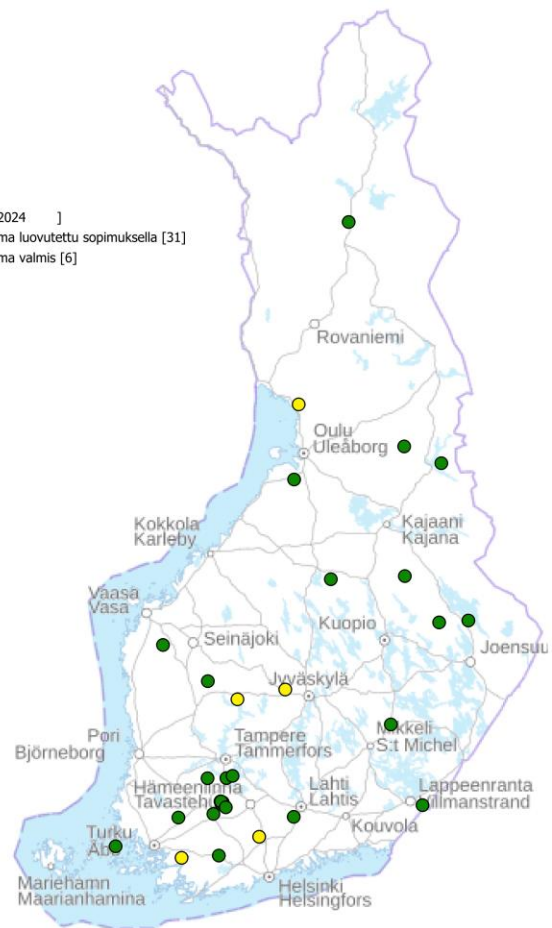 2024 ]
ma luovutettu sopimuksella [31]
ma valmis [6]
Rovaniemi
Oulu
Uleåborg
Kokkola
Karleby
Kajaani
Kajana
Vaasa
Vasa
Seinäjoki
Kuopio
Joensuu
Jyväskylä
Pori
Björneborg
Tampere
Tammerfors
Mikkeli
S:t Michel
Hämeenlinna
Tavasteh
Lahti
Lahtis
Lappeenranta
Villmanstrand
Kouvola
Turku
Åbo
Mariehamn
Maarianhamina
Helsinki
Helsingfors